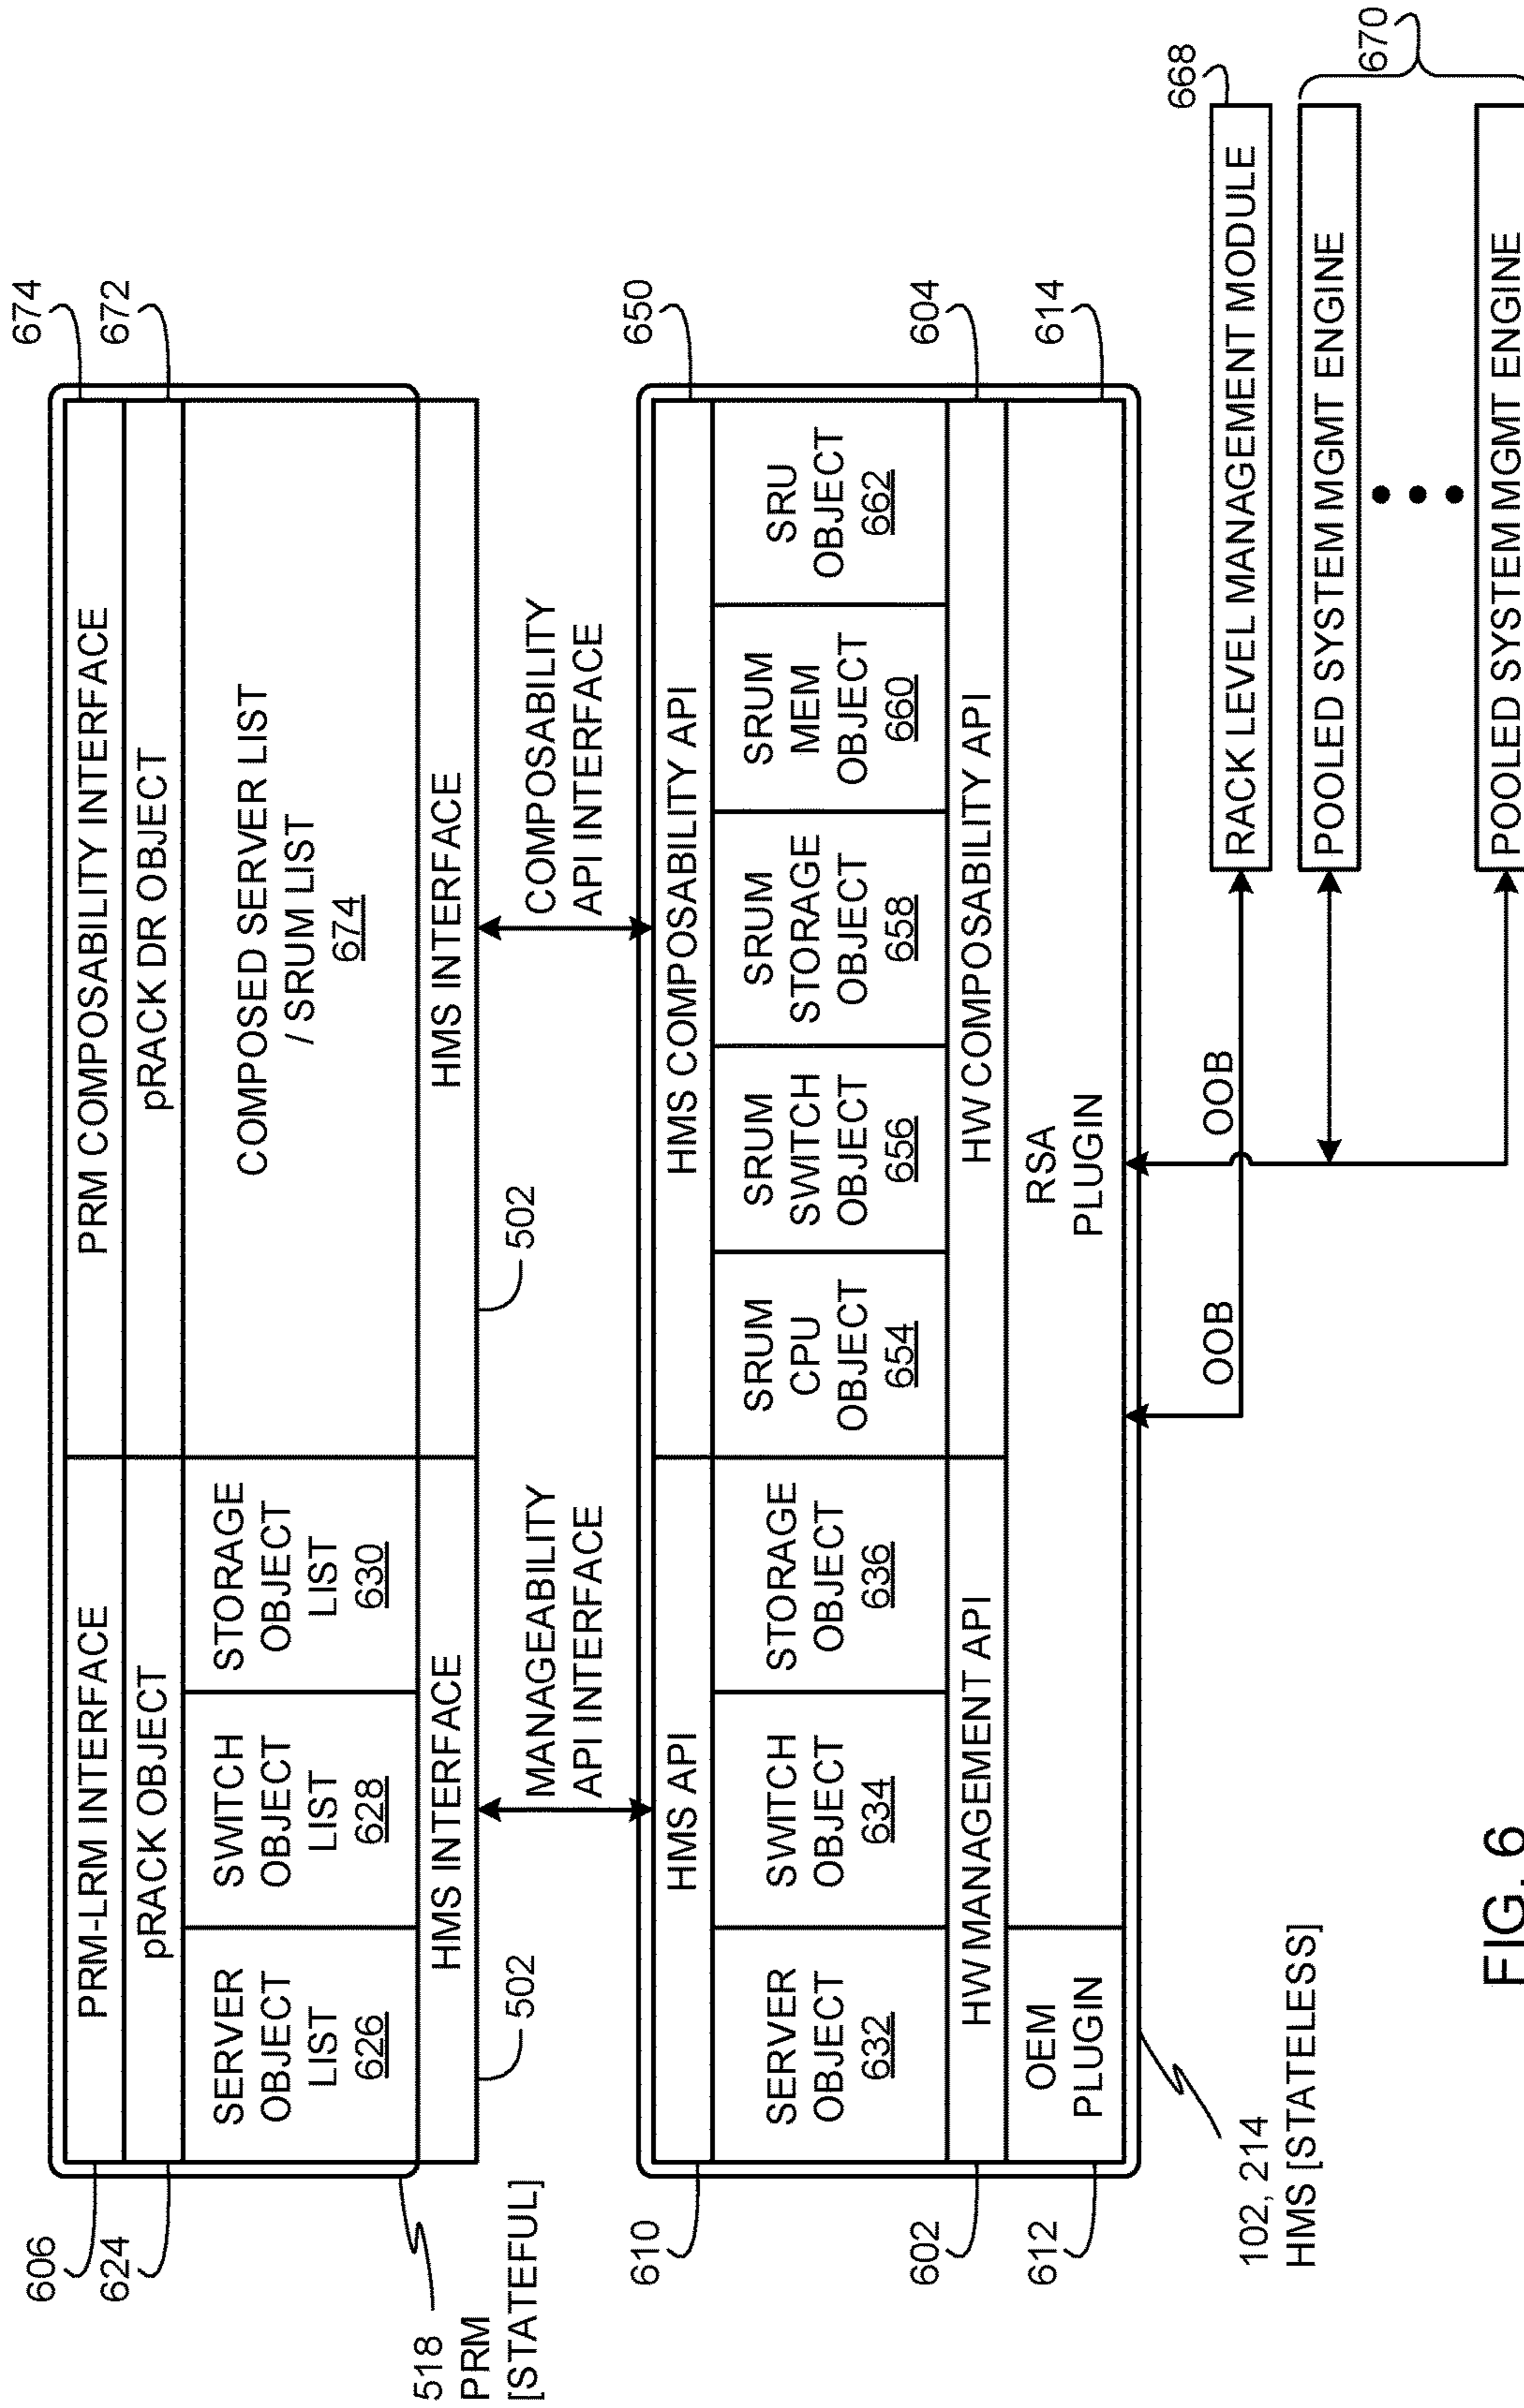 606
PRM-LRM INTERFACE
PRM COMPOSABILITY INTERFACE
674
624
pRACK OBJECT
pRACK DR OBJECT
672
SERVER
OBJECT
LIST
626
SWITCH
OBJECT
LIST
628
STORAGE
OBJECT
LIST
630
COMPOSED SERVER LIST
/ SRUM LIST
674
518
PRM
[STATEFUL]
HMS INTERFACE
HMS INTERFACE
502
502
MANAGEABILITY
API INTERFACE
COMPOSABILITY
API INTERFACE
610
HMS API
HMS COMPOSABILITY API
650
SERVER
OBJECT
632
SWITCH
OBJECT
634
STORAGE
OBJECT
636
SRUM
CPU
OBJECT
654
SRUM
SWITCH
OBJECT
656
SRUM
STORAGE
OBJECT
658
SRUM
MEM
OBJECT
660
SRU
OBJECT
662
602
HW MANAGEMENT API
HW COMPOSABILITY API
604
612
OEM
PLUGIN
RSA
PLUGIN
614
102, 214
HMS [STATELESS]
OOB
OOB
RACK LEVEL MANAGEMENT MODULE
668
POOLED SYSTEM MGMT ENGINE
670
POOLED SYSTEM MGMT ENGINE
FIG. 6